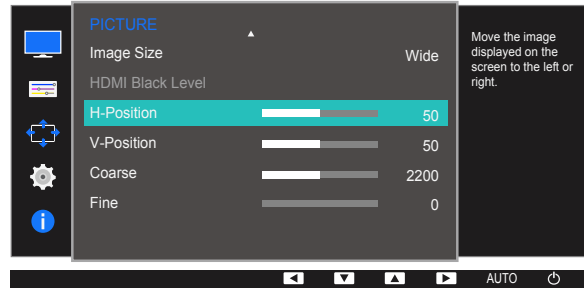 PICTURE
Image Size Wide
HDMI Black Level
H-Position 50
V-Position 50
Coarse 2200
Fine 0
Move the image
displayed on the
screen to the left or
right.
AUTO